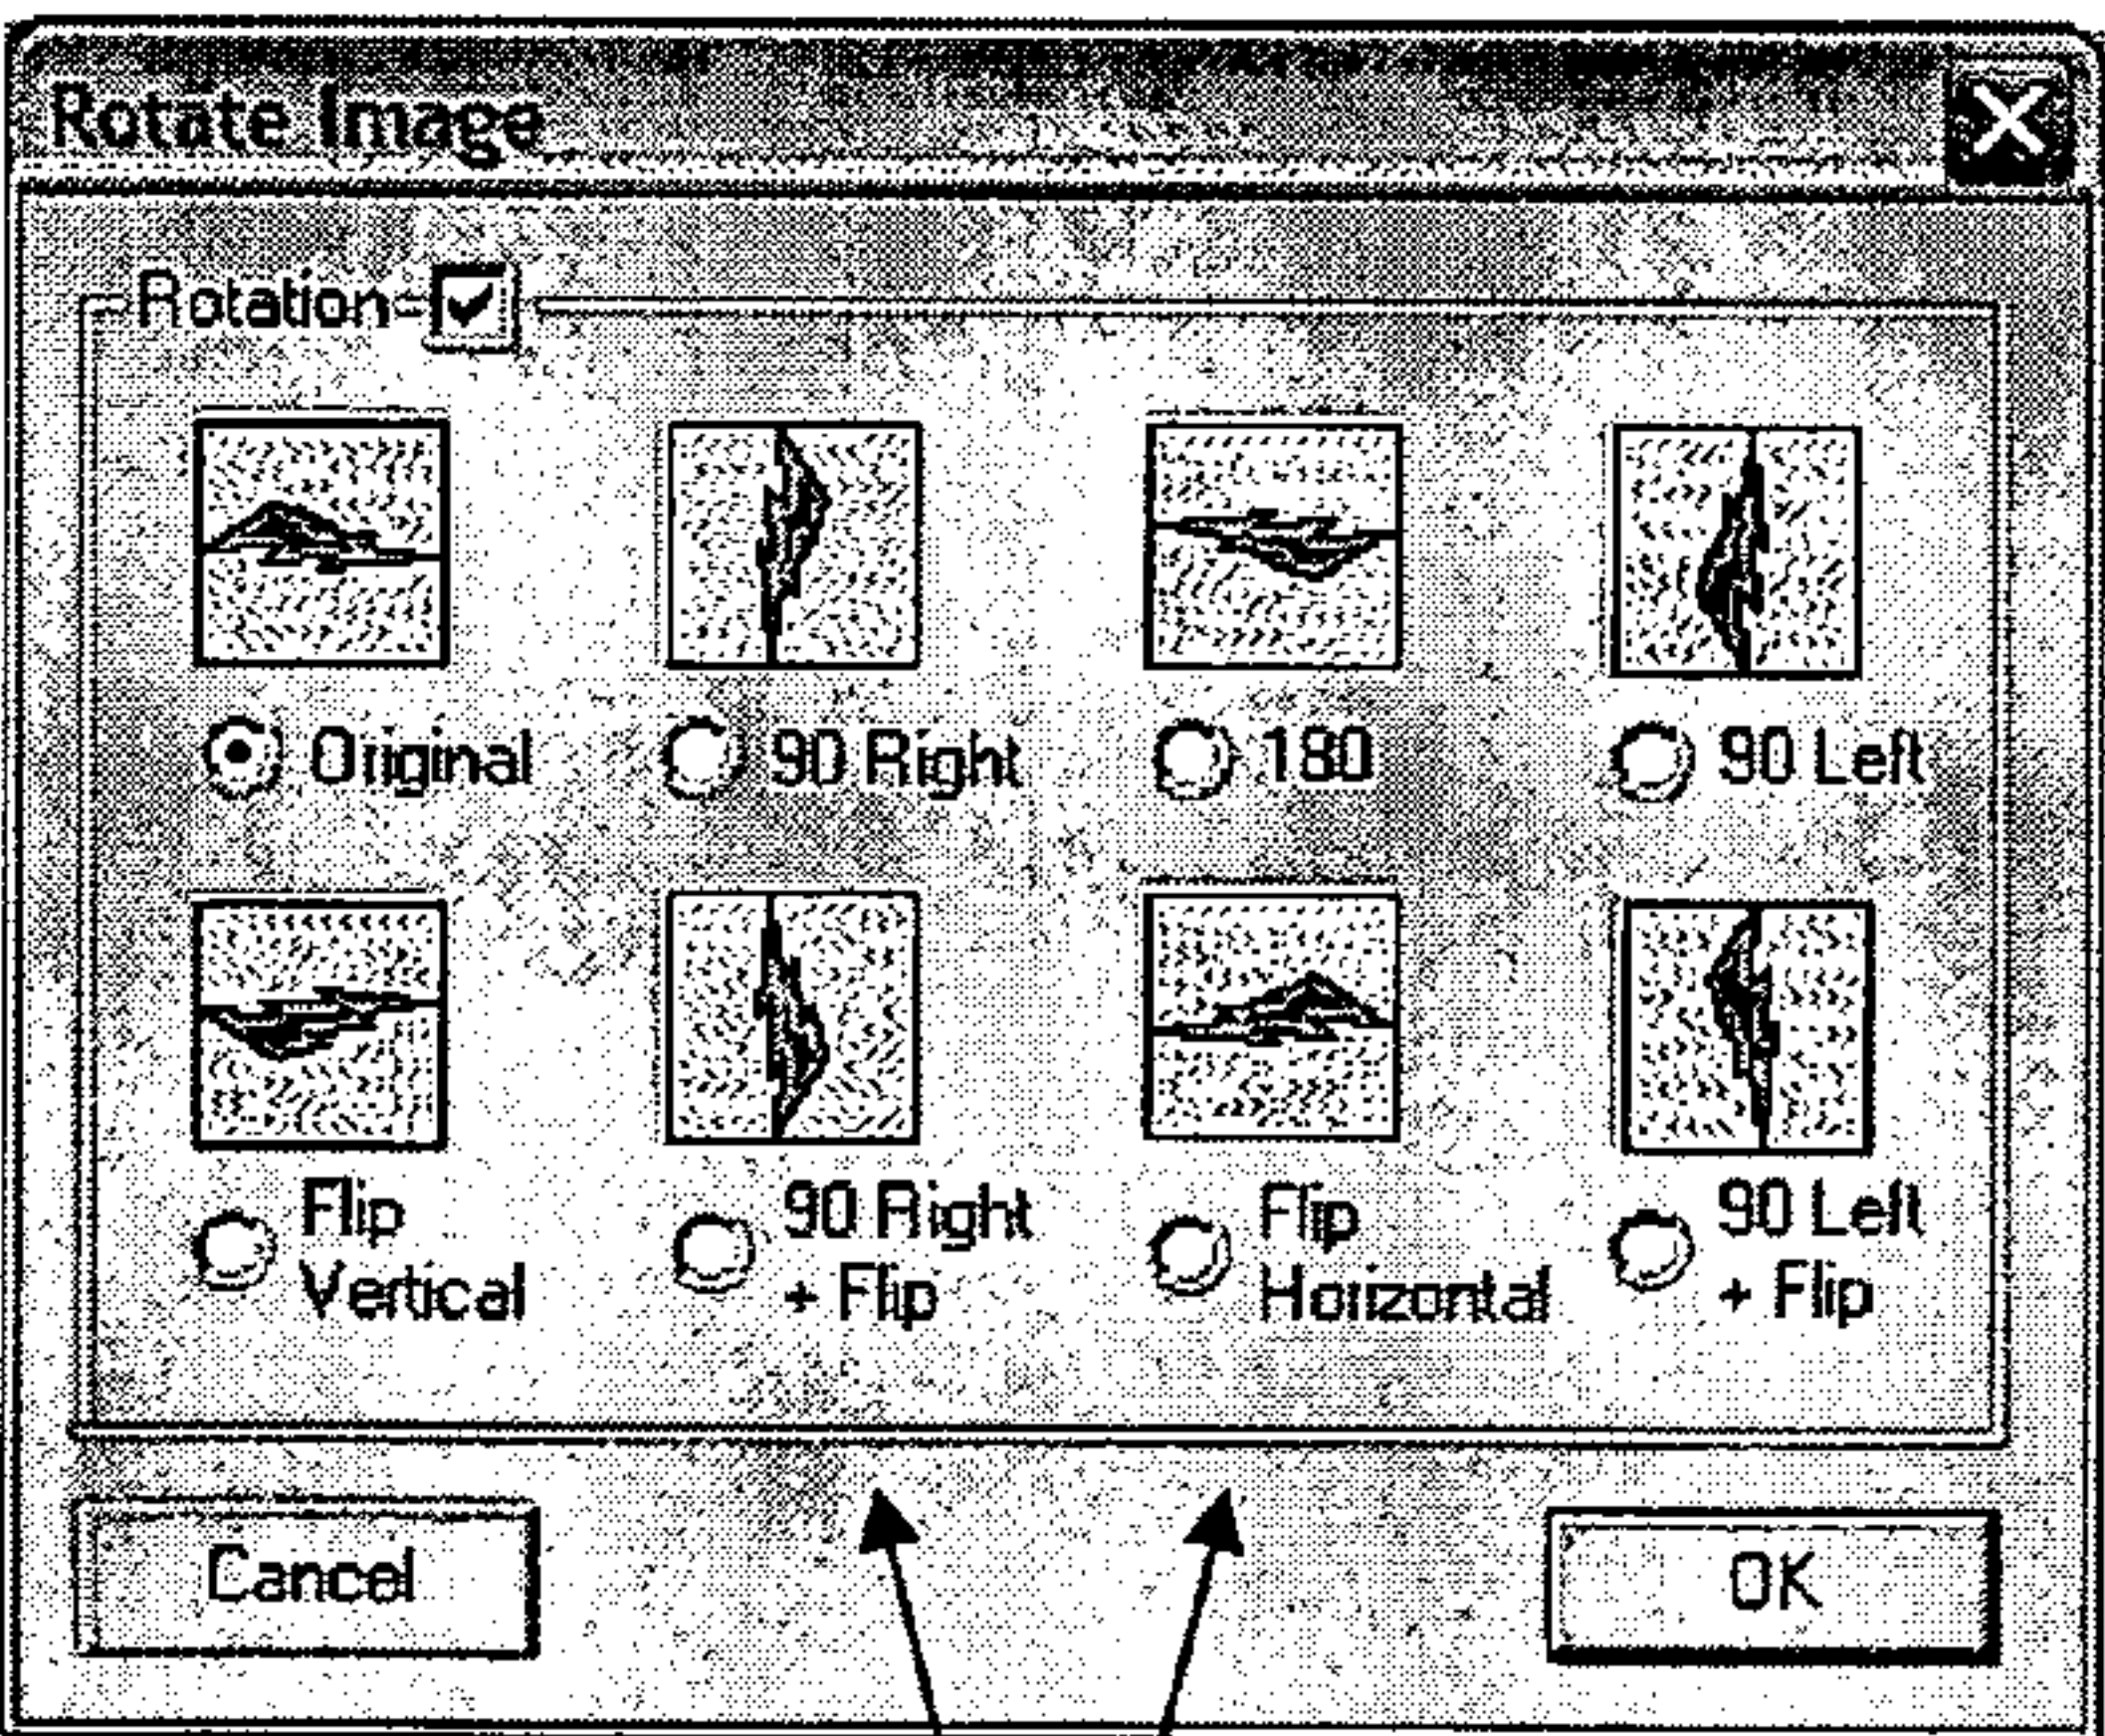 Rotate Image
Rotation
Original
90 Right
180
90 Left
Flip
Vertical
90 Right
+ Flip
Flip
Horizontal
90 Left
+ Flip
Cancel
OK